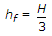 h_f = H/3